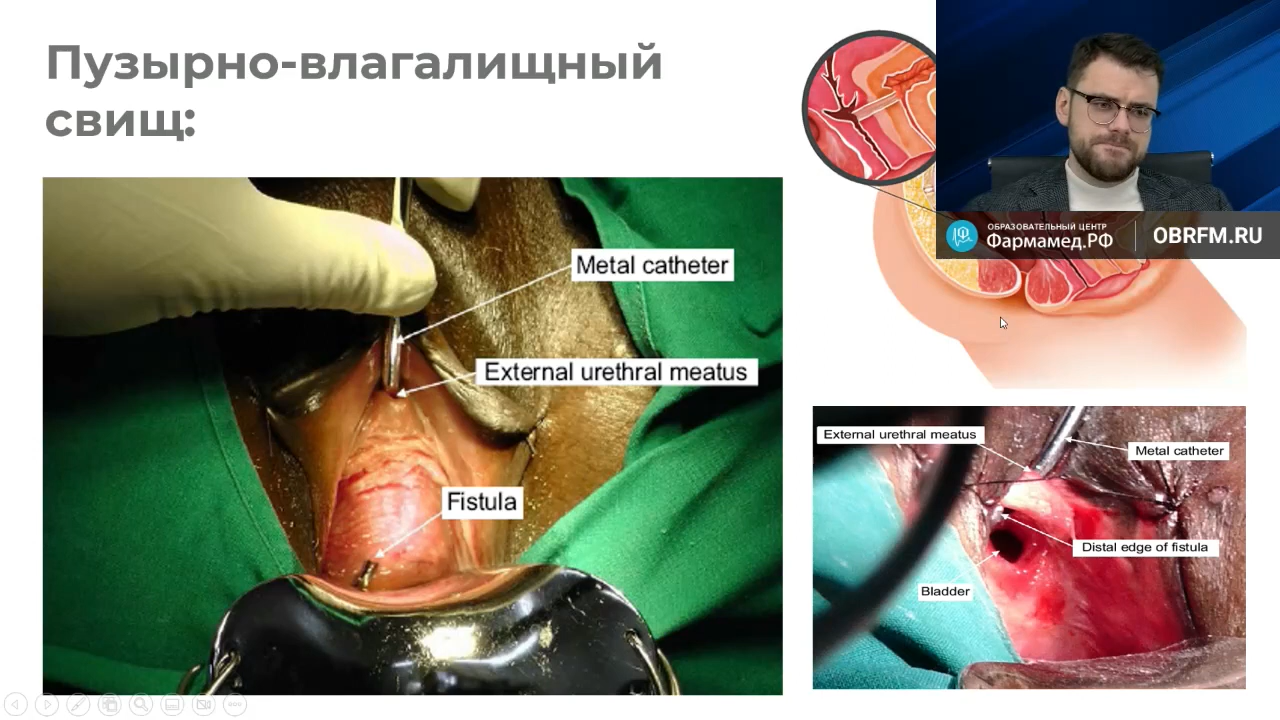 Пузырно-влагалищный
свищ:
ОБРАЗОВАТЕЛЬНЫЙ ЦЕНТР
Фармамед.РФ
OBRFM.RU
Metal catheter
External urethral meatus
Fistula
External urethral meatus
Metal catheter
Distal edge of fistula
Bladder